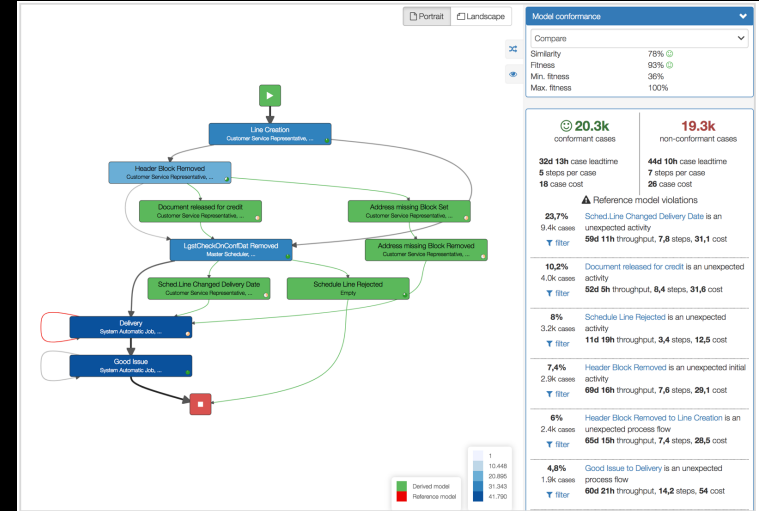 Portrait
Landscape
Line Creation
Customer Service Representative, ...
Header Block Removed
Customer Service Representative, ...
Document released for credit
Customer Service Representative, ...
Address missing Block Set
Customer Service Representative, ...
LgstCheckOnConfDat Removed
Master Scheduler, ...
Address missing Block Removed
Customer Service Representative, ...
Sched.Line Changed Delivery Date
Customer Service Representative, ...
Schedule Line Rejected
Empty
Delivery
System Automatic Job, ...
Good Issue
System Automatic Job, ...
Derived model
Reference model
1
10.448
20.895
31.343
41.790
Model conformance
Compare
Similarity 78%
Fitness 93%
Min. fitness 36%
Max. fitness 100%
20.3k
conformant cases
32d 13h case leadtime
5 steps per case
18 case cost
19.3k
non-conformant cases
44d 10h case leadtime
7 steps per case
26 case cost
Reference model violations
23,7%
9.4k cases
filter
Sched.Line Changed Delivery Date is an
unexpected activity
59d 11h throughput, 7,8 steps, 31,1 cost
10,2%
4.0k cases
filter
Document released for credit is an unexpected
activity
52d 5h throughput, 8,4 steps, 31,6 cost
8%
3.2k cases
filter
Schedule Line Rejected is an unexpected
activity
11d 19h throughput, 3,4 steps, 12,5 cost
7,4%
2.9k cases
filter
Header Block Removed is an unexpected initial
activity
69d 16h throughput, 7,6 steps, 29,1 cost
6%
2.4k cases
filter
Header Block Removed to Line Creation is an
unexpected process flow
65d 15h throughput, 7,4 steps, 28,5 cost
4,8%
1.9k cases
filter
Good Issue to Delivery is an unexpected
process flow
60d 21h throughput, 14,2 steps, 54 cost